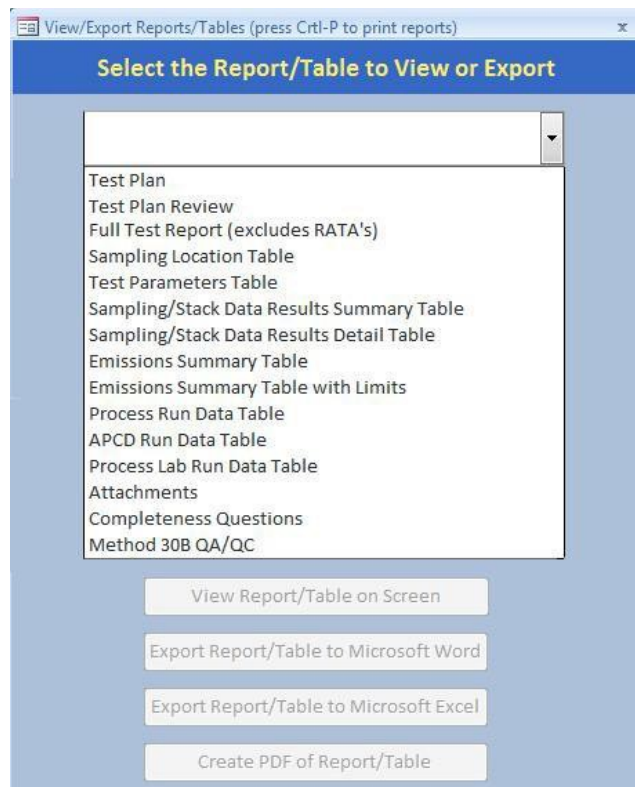 View/Export Reports/Tables (press Crtl-P to print reports)
x
Select the Report/Table to View or Export
Test Plan
Test Plan Review
Full Test Report (excludes RATA's)
Sampling Location Table
Test Parameters Table
Sampling/Stack Data Results Summary Table
Sampling/Stack Data Results Detail Table
Emissions Summary Table
Emissions Summary Table with Limits
Process Run Data Table
APCD Run Data Table
Process Lab Run Data Table
Attachments
Completeness Questions
Method 30B QA/QC
View Report/Table on Screen
Export Report/Table to Microsoft Word
Export Report/Table to Microsoft Excel
Create PDF of Report/Table